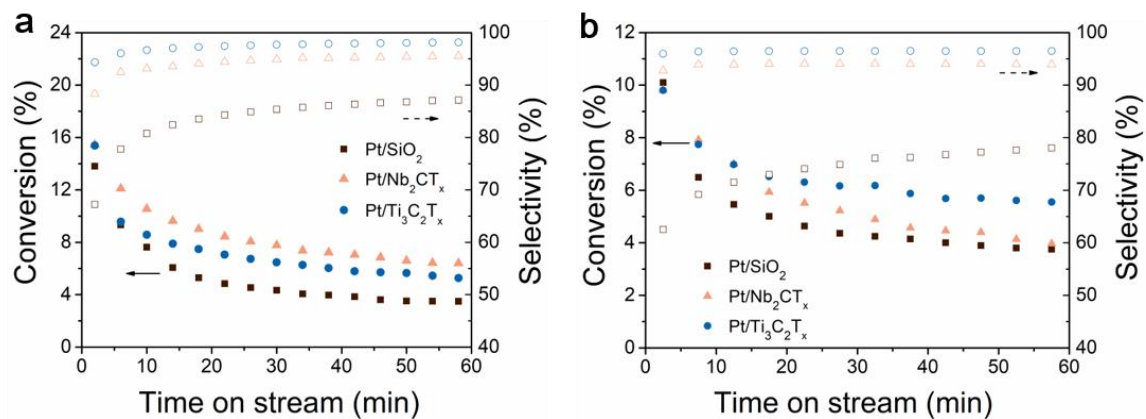 a
Conversion (%)
24
20
16
12
8
4
0
100
90
80
70
60
50
40
Selectivity (%)
Pt/SiO₂
Pt/Nb₂CTₓ
Pt/Ti₃C₂Tₓ
0 10 20 30 40 50 60
Time on stream (min)
b
Conversion (%)
12
10
8
6
4
2
0
100
90
80
70
60
50
40
Selectivity (%)
Pt/SiO₂
Pt/Nb₂CTₓ
Pt/Ti₃C₂Tₓ
0 10 20 30 40 50 60
Time on stream (min)